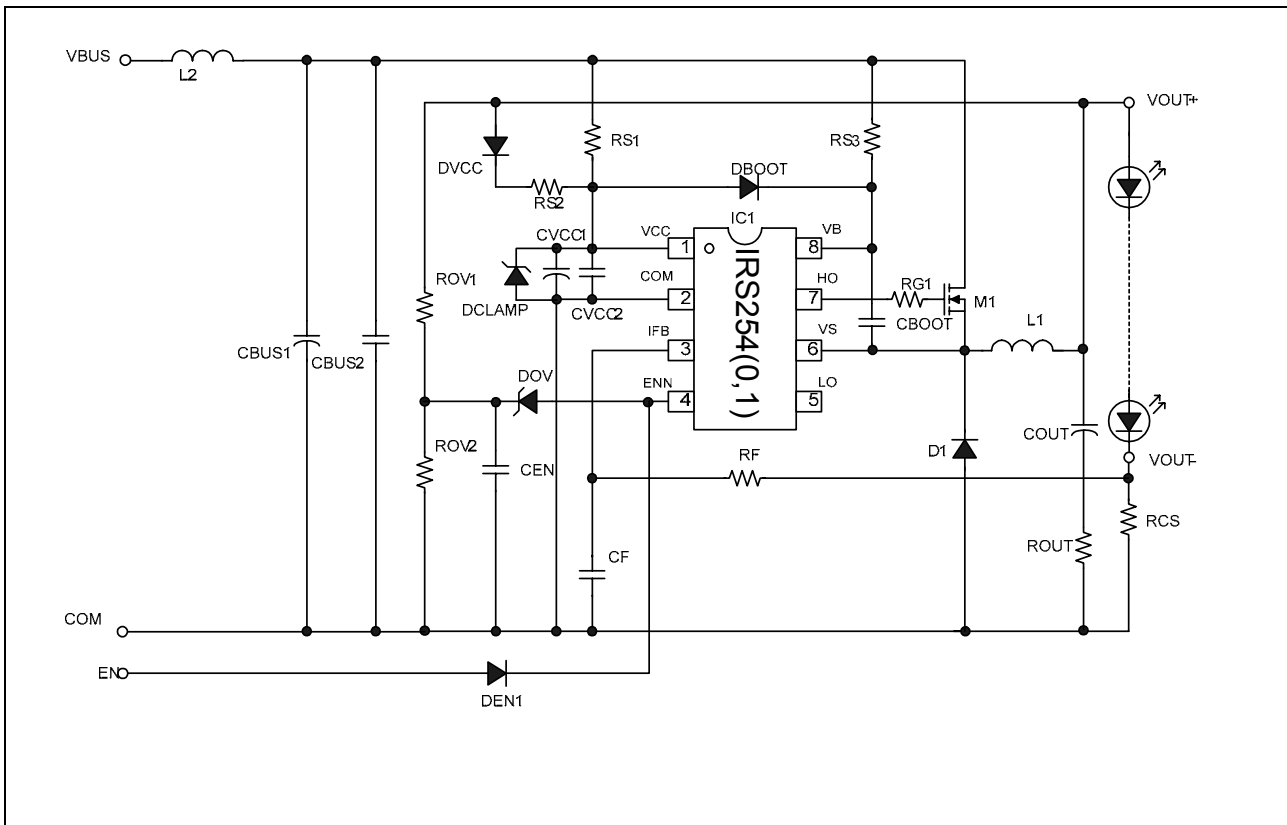 VBUS
L2
VOUT+
RS1
RS3
DVCC
DBOOT
RS2
IC1
CVCC1
VCC
VB
1
8
IRS254(0,1)
COM
HO
ROV1
RG1
2
7
M1
DCLAMP
CVCC2
CBOOT
L1
IFB
VS
CBUS1
CBUS2
3
6
DOV
ENN
LO
4
5
ROV2
COUT
D1
RF
VOUT-
CEN
RCS
ROUT
CF
COM
EN
DEN1